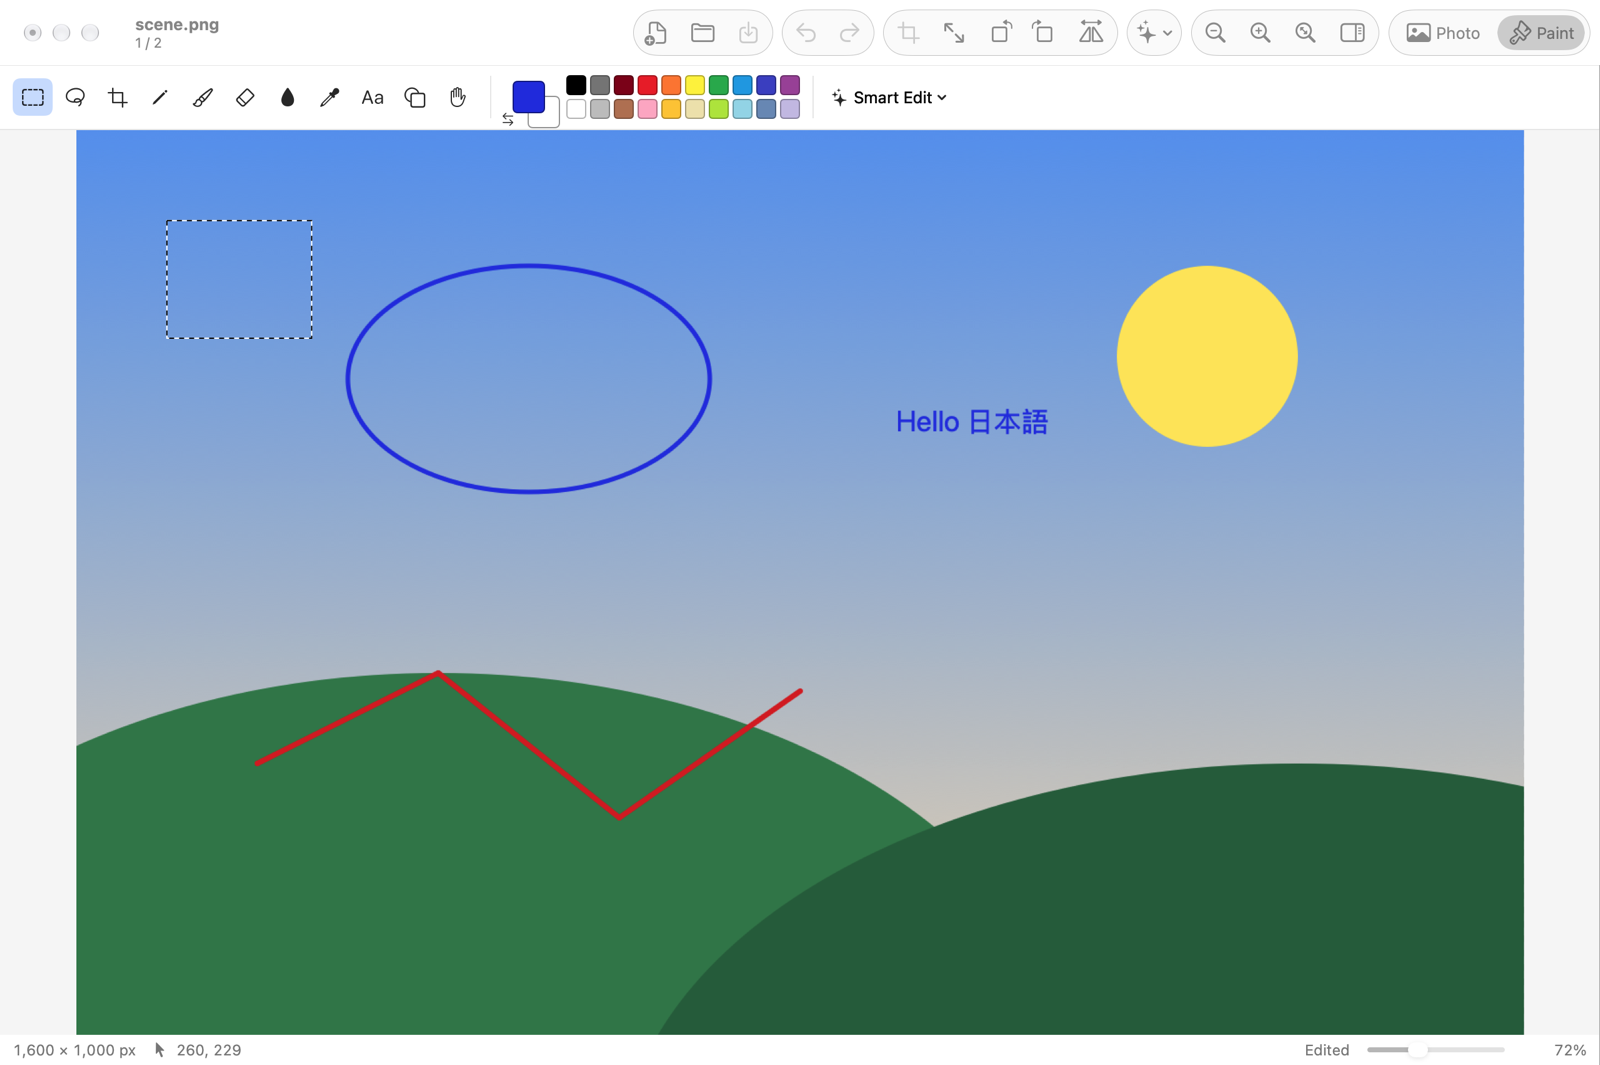 scene.png
1 / 2
Photo
Paint
Aa
Smart Edit
Hello 日本語
1,600 × 1,000 px
260, 229
Edited
72%